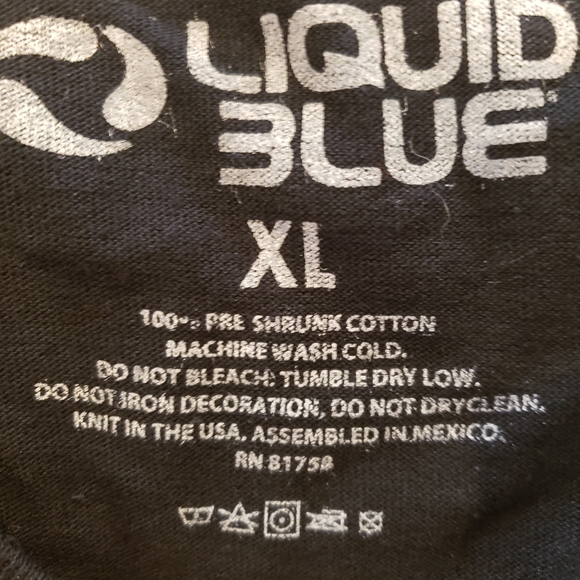 LIQUID
BLUE
XL
100% PRE SHRUNK COTTON
MACHINE WASH COLD.
DO NOT BLEACH: TUMBLE DRY LOW.
DO NOT IRON DECORATION, DO NOT DRYCLEAN.
KNIT IN THE USA. ASSEMBLED IN MEXICO.
RN 81758